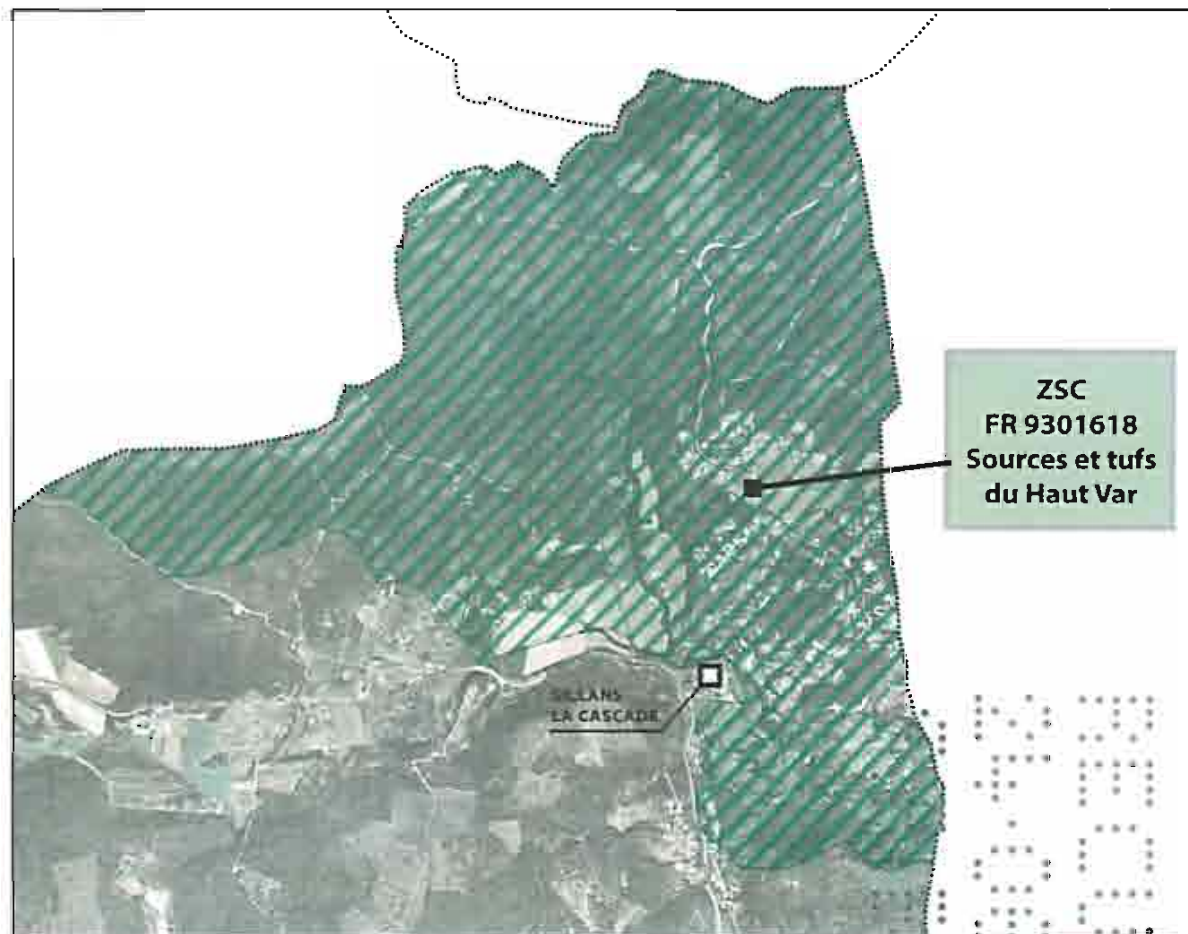 ZSC
FR 9301618
Sources et tufs
du Haut Var
SILLANS
LA CASCADE